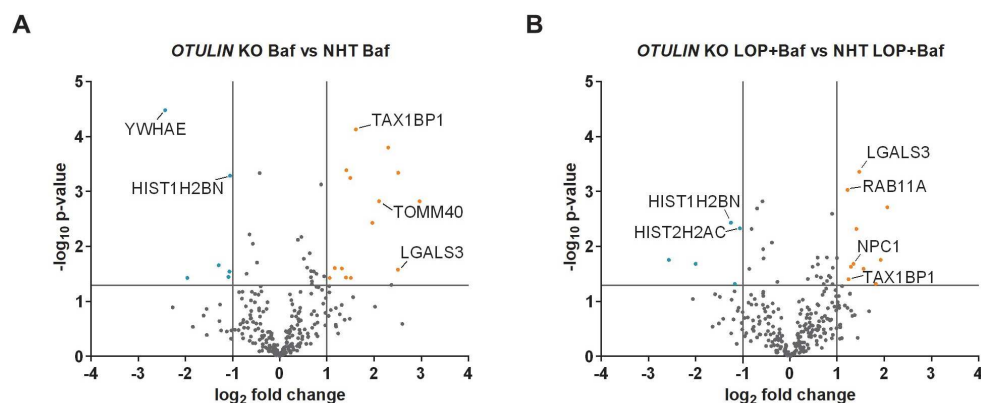 A
OTULIN KO Baf vs NHT Baf
-log10 p-value
5
4
3
2
1
0
-4 -3 -2 -1 0 1 2 3 4
log2 fold change
YWHAE
TAX1BP1
HIST1H2BN
TOMM40
LGALS3
B
OTULIN KO LOP+Baf vs NHT LOP+Baf
-log10 p-value
5
4
3
2
1
0
-4 -3 -2 -1 0 1 2 3 4
log2 fold change
LGALS3
RAB11A
HIST1H2BN
HIST2H2AC
NPC1
TAX1BP1